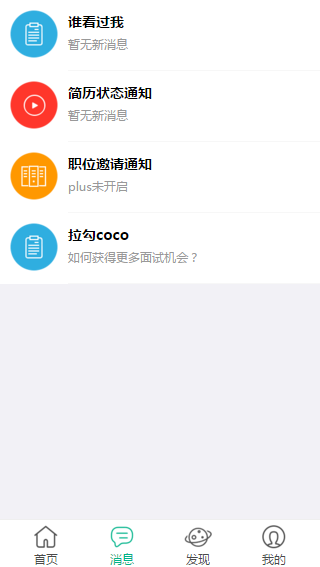 谁看过我
暂无新消息
简历状态通知
暂无新消息
职位邀请通知
plus未开启
拉勾coco
如何获得更多面试机会？
首页
消息
发现
我的